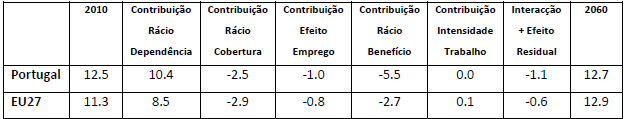 2010 Contribuição Rácio Dependência Contribuição Rácio Cobertura Contribuição Efeito Emprego Contribuição Rácio Benefício Contribuição Intensidade Trabalho Interacção + Efeito Residual 2060
Portugal 12.5 10.4 -2.5 -1.0 -5.5 0.0 -1.1 12.7
EU27 11.3 8.5 -2.9 -0.8 -2.7 0.1 -0.6 12.9